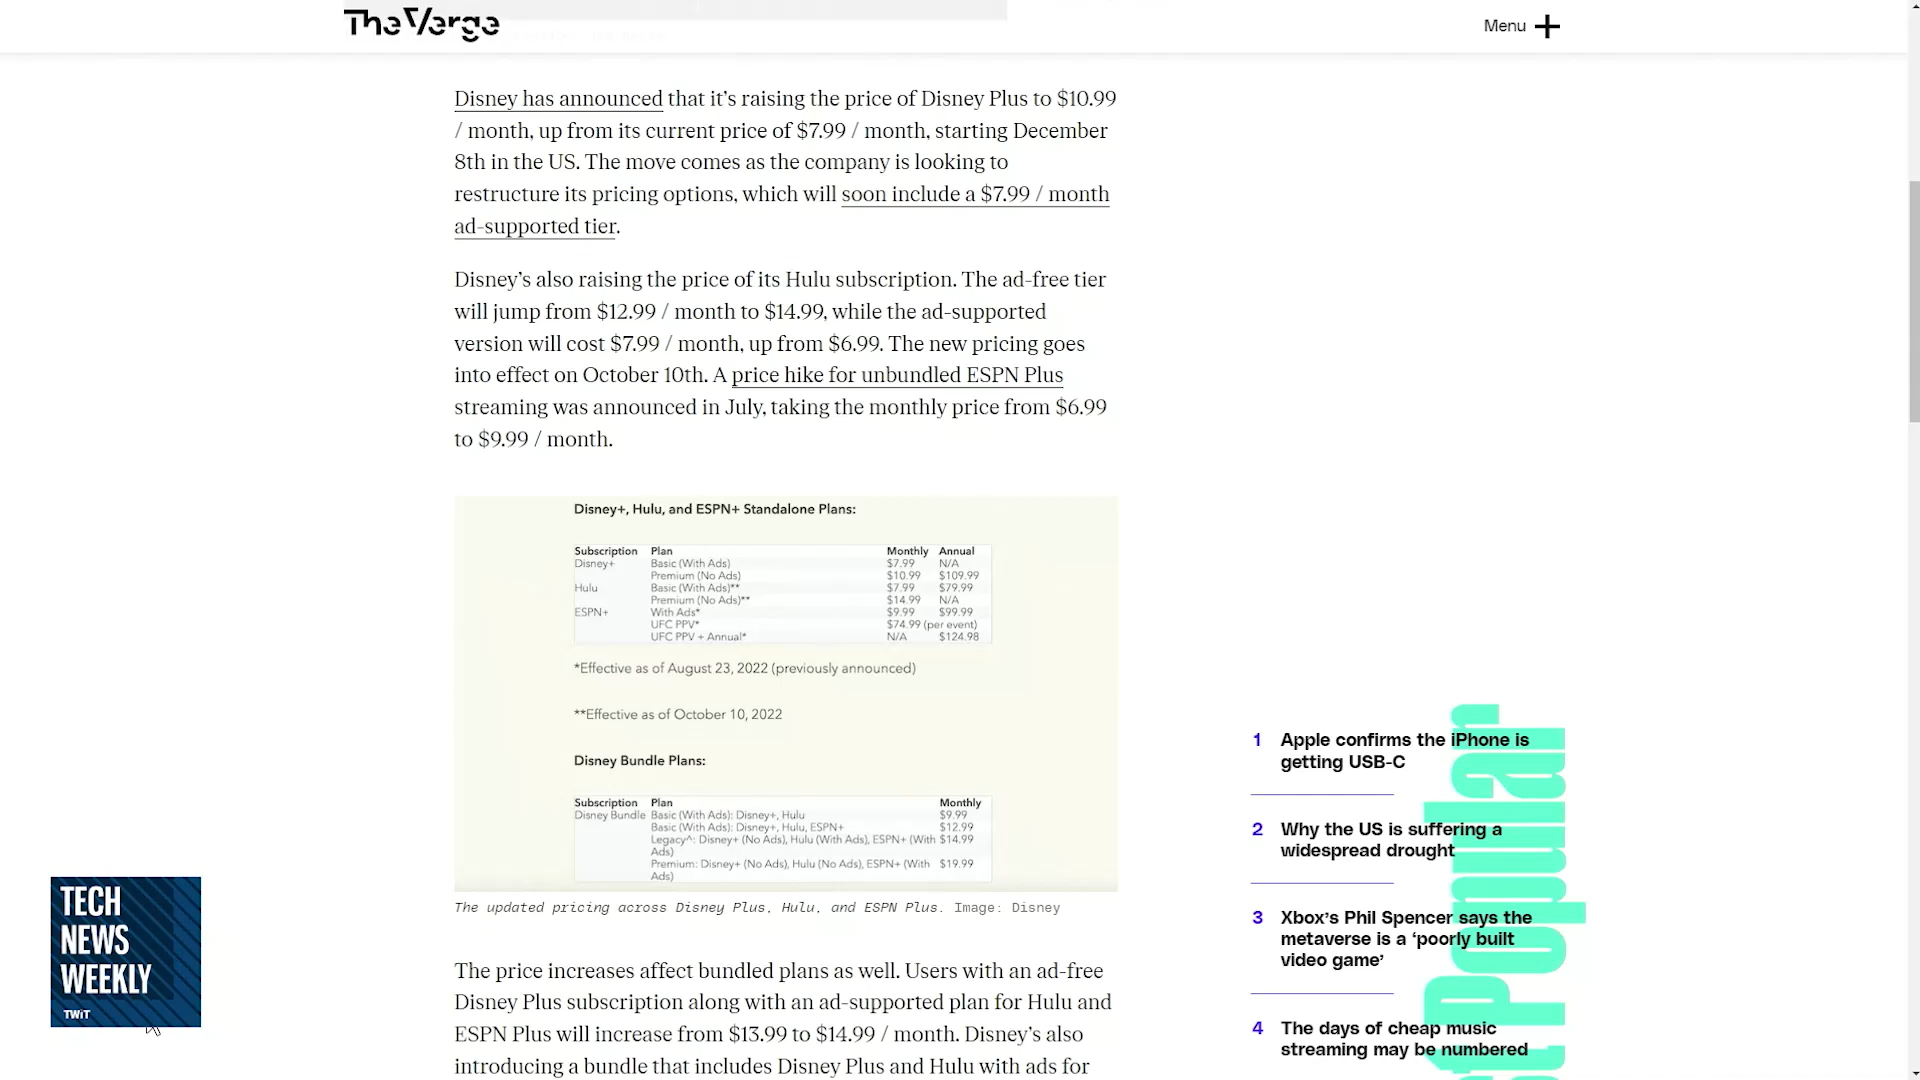 The Verge
Menu
Disney has announced that it’s raising the price of Disney Plus to $10.99
/ month, up from its current price of $7.99 / month, starting December
8th in the US. The move comes as the company is looking to
restructure its pricing options, which will soon include a $7.99 / month
ad-supported tier.
Disney’s also raising the price of its Hulu subscription. The ad-free tier
will jump from $12.99 / month to $14.99, while the ad-supported
version will cost $7.99 / month, up from $6.99. The new pricing goes
into effect on October 10th. A price hike for unbundled ESPN Plus
streaming was announced in July, taking the monthly price from $6.99
to $9.99 / month.
Disney+, Hulu, and ESPN+ Standalone Plans:
Subscription Plan Monthly Annual
Disney+ Basic (With Ads) $7.99 N/A
Premium (No Ads) $10.99 $109.99
Hulu Basic (With Ads)** $7.99 $79.99
Premium (No Ads)** $14.99 N/A
ESPN+ With Ads* $9.99 $99.99
UFC PPV* $74.99 (per event)
UFC PPV + Annual* N/A $124.98
*Effective as of August 23, 2022 (previously announced)
**Effective as of October 10, 2022
Disney Bundle Plans:
Subscription Plan Monthly
Disney Bundle Basic (With Ads): Disney+, Hulu $9.99
Basic (With Ads): Disney+, Hulu, ESPN+ $12.99
Legacy^: Disney+ (No Ads), Hulu (With Ads), ESPN+ (With $14.99
Ads)
Premium: Disney+ (No Ads), Hulu (No Ads), ESPN+ (With $19.99
Ads)
The updated pricing across Disney Plus, Hulu, and ESPN Plus. Image: Disney
The price increases affect bundled plans as well. Users with an ad-free
Disney Plus subscription along with an ad-supported plan for Hulu and
ESPN Plus will increase from $13.99 to $14.99 / month. Disney’s also
introducing a bundle that includes Disney Plus and Hulu with ads for
Popular
1 Apple confirms the iPhone is
getting USB-C
2 Why the US is suffering a
widespread drought
3 Xbox’s Phil Spencer says the
metaverse is a ‘poorly built
video game’
4 The days of cheap music
streaming may be numbered
TECH
NEWS
WEEKLY
TWiT